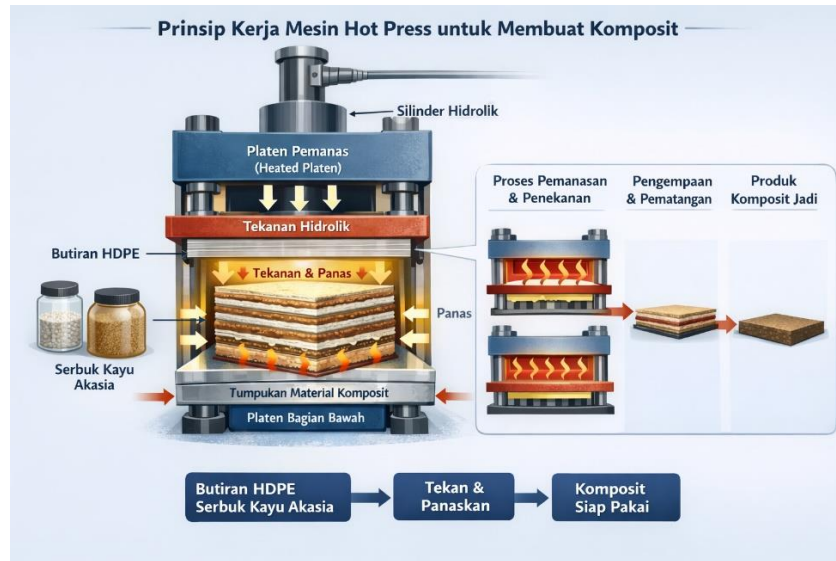 Prinsip Kerja Mesin Hot Press untuk Membuat Komposit
Silinder Hidrolik
Platen Pemanas
(Heated Platen)
Tekanan Hidrolik
Butiran HDPE
Tekanan & Panas
Panas
Serbuk Kayu
Akasia
Tumpukan Material Komposit
Platen Bagian Bawah
Proses Pemanasan
& Penekanan
Pengempaan
& Pematangan
Produk
Komposit Jadi
Butiran HDPE
Serbuk Kayu Akasia
Tekan &
Panaskan
Komposit
Siap Pakai